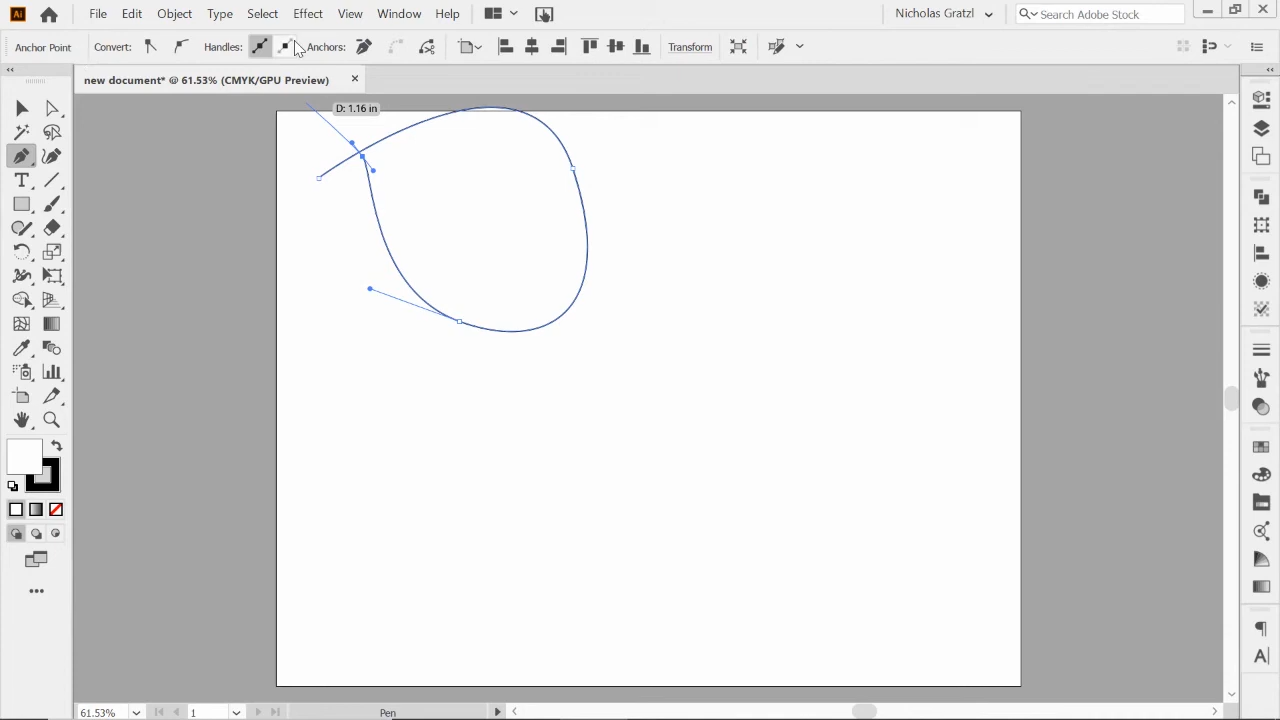 Ai File Edit Object Type Select Effect View Window Help Nicholas Gratzl Search Adobe Stock
Anchor Point Convert: Handles: Anchors: Transform
new document* @ 61.53% (CMYK/GPU Preview)
D: 1.16 in
61.53% 1 Pen